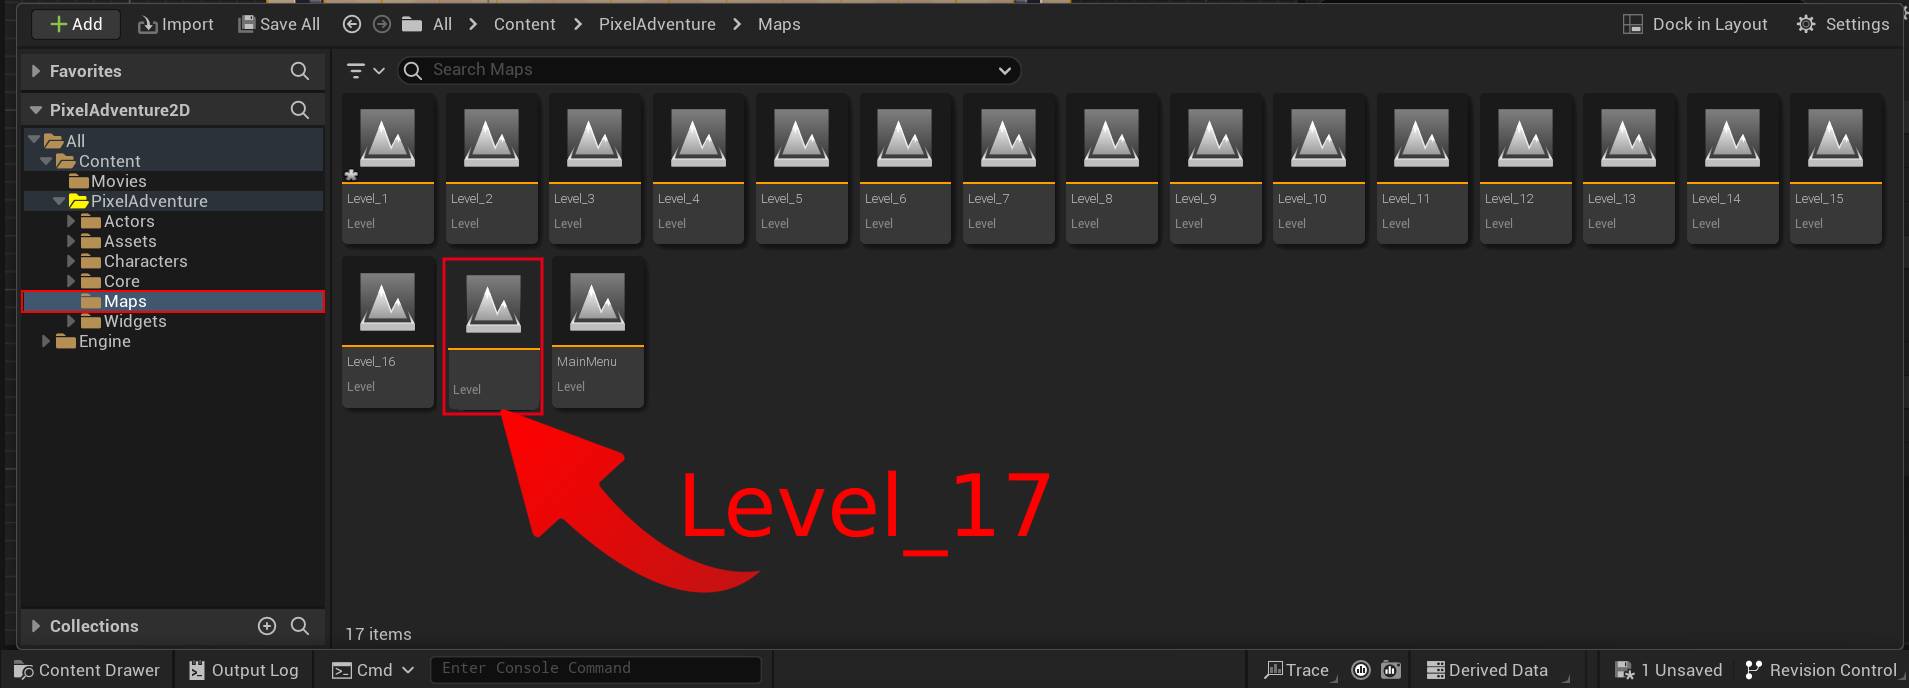 Add Import Save All All > Content > PixelAdventure > Maps Dock in Layout Settings
Favorites
Search Maps
PixelAdventure2D
All
Content
Movies
PixelAdventure
Actors
Assets
Characters
Core
Maps
Widgets
Engine
Level_1 Level_2 Level_3 Level_4 Level_5 Level_6 Level_7 Level_8 Level_9 Level_10 Level_11 Level_12 Level_13 Level_14 Level_15
Level Level Level Level Level Level Level Level Level Level Level Level Level Level Level
Level_16 MainMenu
Level Level Level
Level_17
Collections
17 items
Content Drawer Output Log Cmd Enter Console Command Trace Derived Data 1 Unsaved Revision Control